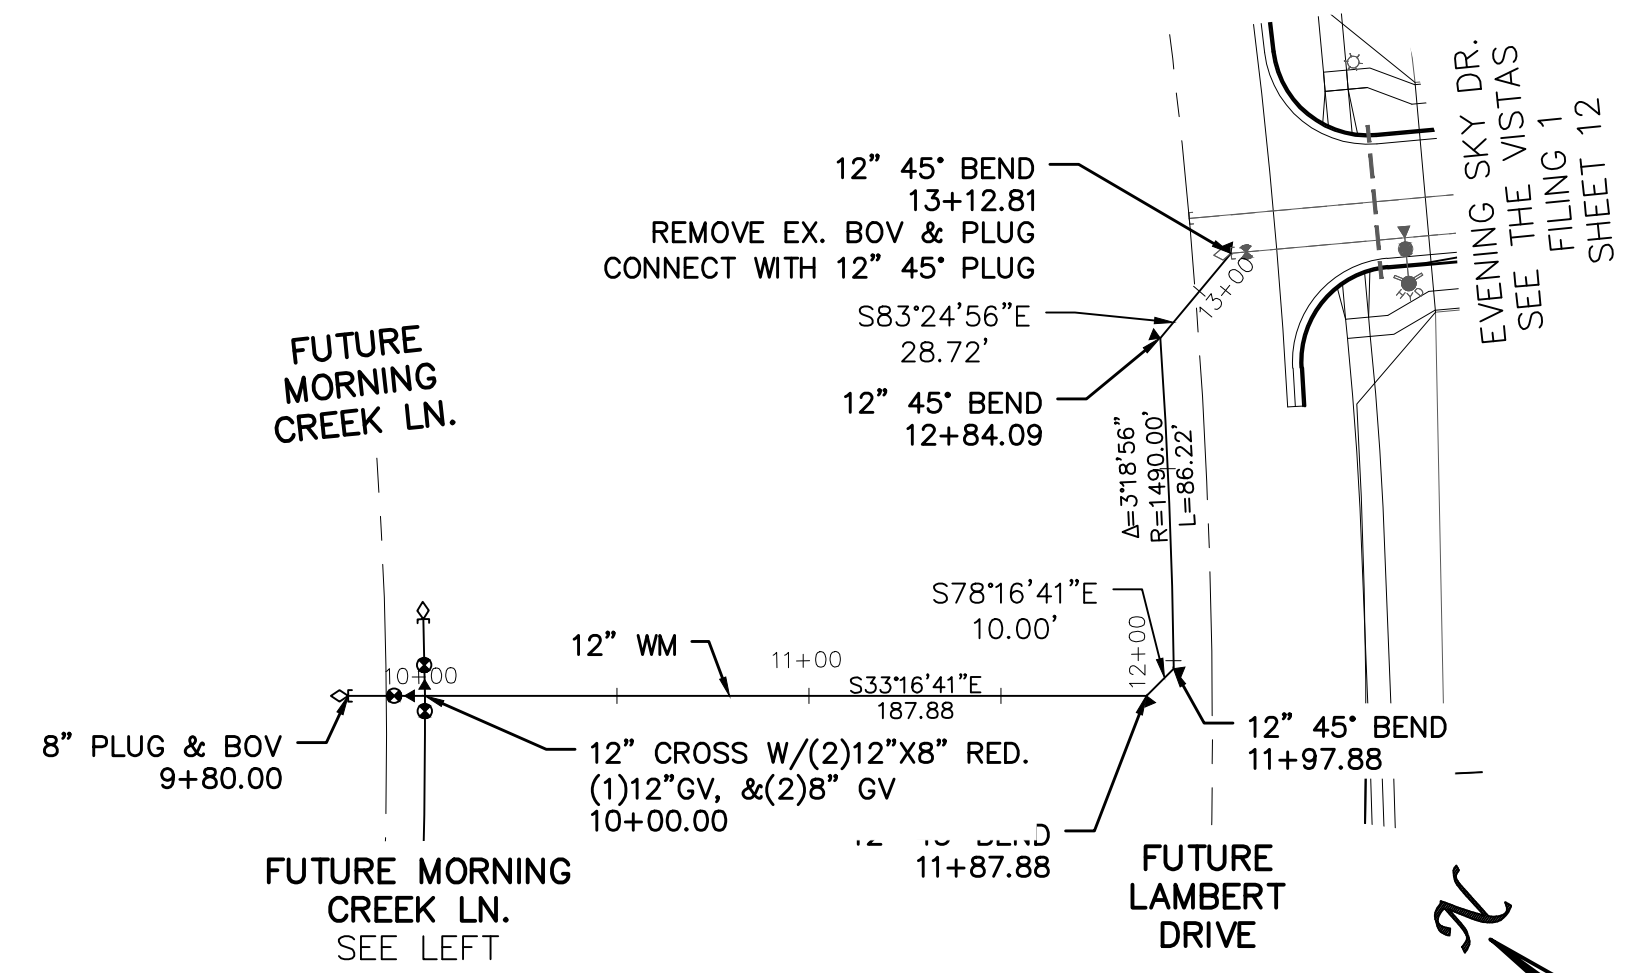 EVENING SKY DR.
SEE THE VISTAS
FILING 1
SHEET 12
12" 45° BEND
13+12.81
REMOVE EX. BOV & PLUG
CONNECT WITH 12" 45° PLUG
13+00
HYD
S83°24'56"E
28.72'
FUTURE
MORNING
CREEK LN.
12" 45° BEND
12+84.09
Δ=3°18'56"
R=1490.00'
L=86.22'
S78°16'41"E
10.00'
12+00
12" WM
11+00
10+00
S33°16'41"E
187.88
8" PLUG & BOV
9+80.00
12" CROSS W/(2)12"X8" RED.
(1)12"GV, &(2)8" GV
10+00.00
12" 45° BEND
11+97.88
12" 45° BEND
11+87.88
FUTURE MORNING
CREEK LN.
SEE LEFT
FUTURE
LAMBERT
DRIVE
N